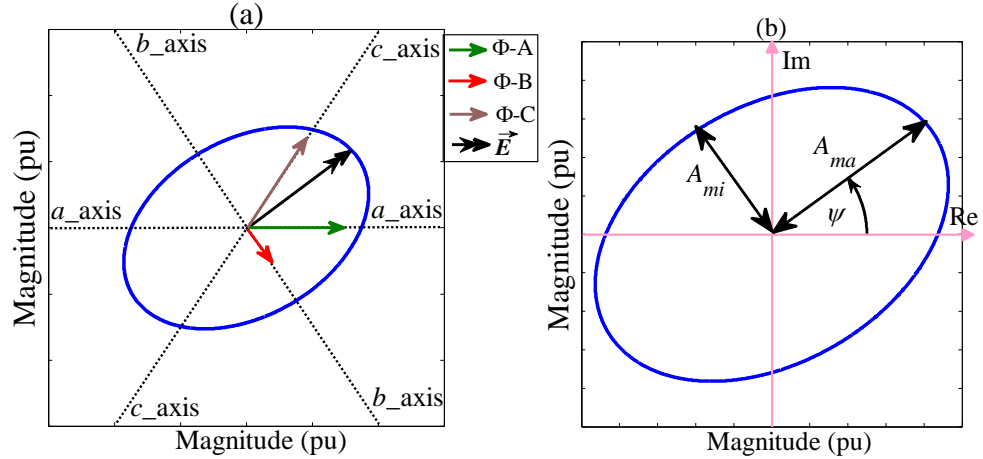 (a)
b_axis
c_axis
Φ-A
Φ-B
Φ-C
E
a_axis
a_axis
c_axis
b_axis
Magnitude (pu)
Magnitude (pu)
(b)
Im
A_ma
A_mi
ψ
Re
Magnitude (pu)
Magnitude (pu)